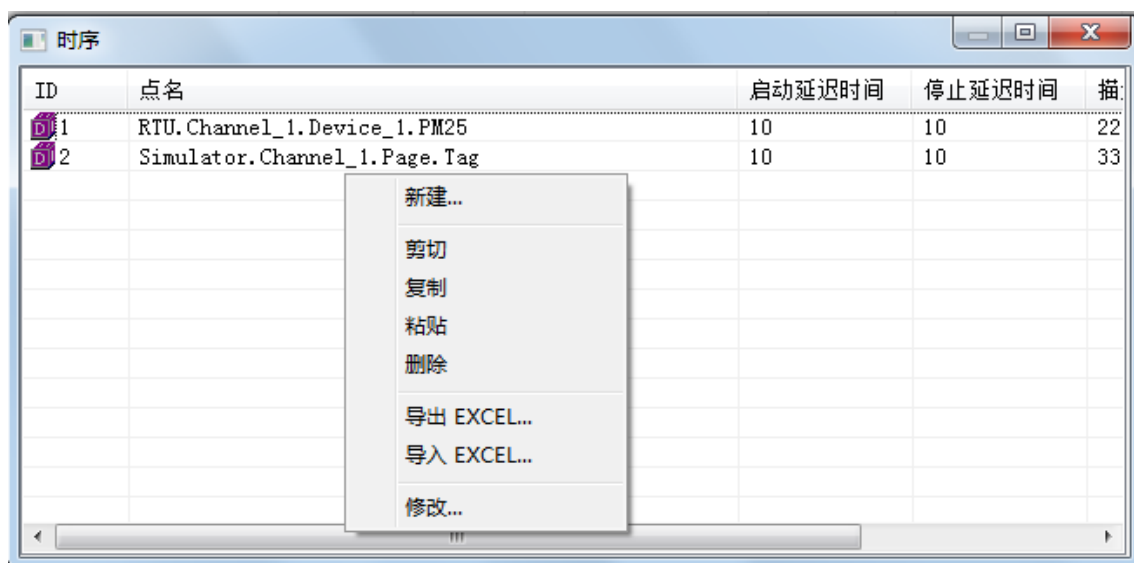 时序
ID 点名 启动延迟时间 停止延迟时间
1 RTU.Channel_1.Device_1.PM25 10 10 22
2 Simulator.Channel_1.Page.Tag 10 10 33
新建...
剪切
复制
粘贴
删除
导出 EXCEL...
导入 EXCEL...
修改...